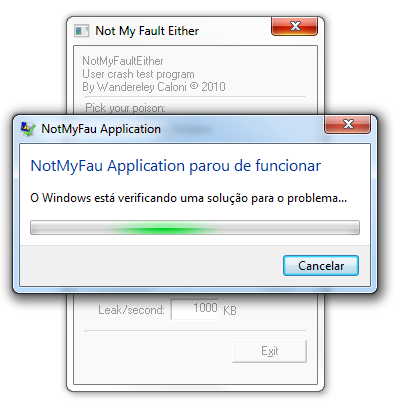 Not My Fault Either
NotMyFaultEither
User crash test program
By Wandereley Caloni © 2010
Pick your poison:
NotMyFau Application
NotMyFau Application parou de funcionar
O Windows está verificando uma solução para o problema...
Cancelar
Leak/second: 1000 KB
Exit